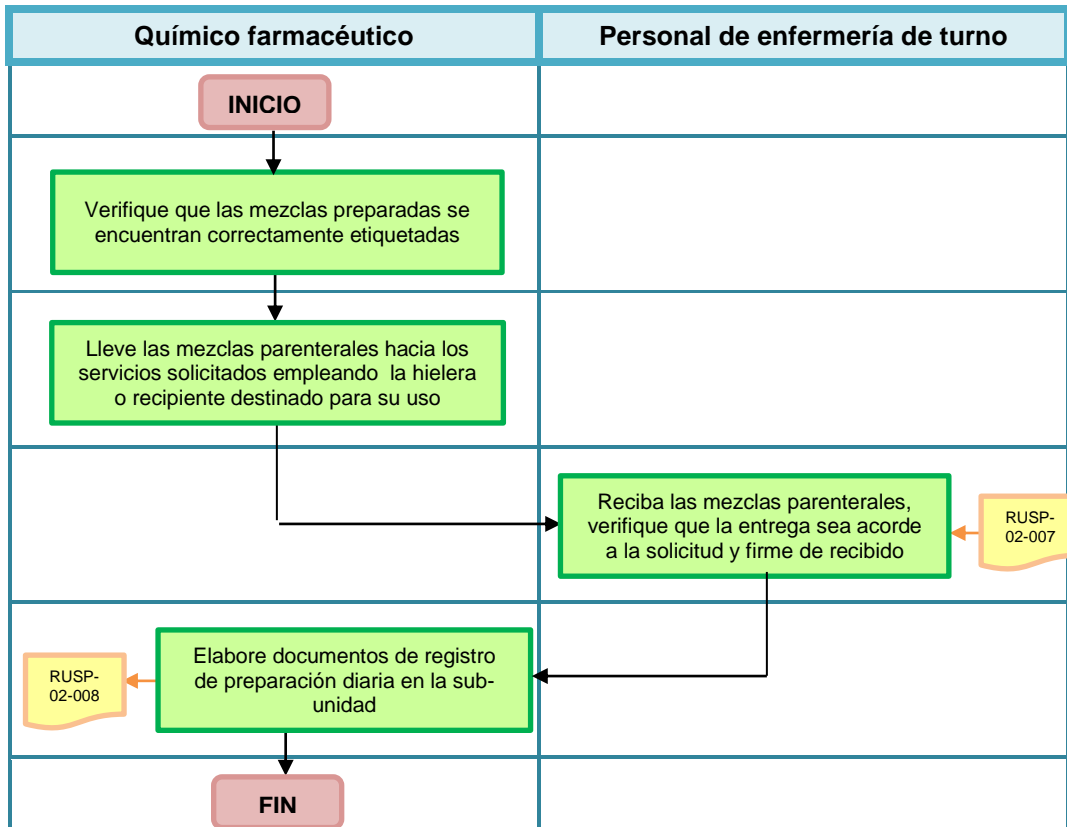 Químico farmacéutico
Personal de enfermería de turno
INICIO
Verifique que las mezclas preparadas se
encuentran correctamente etiquetadas
Lleve las mezclas parenterales hacia los
servicios solicitados empleando la hielera
o recipiente destinado para su uso
Reciba las mezclas parenterales,
verifique que la entrega sea acorde
a la solicitud y firme de recibido
RUSP-
02-007
Elabore documentos de registro
de preparación diaria en la sub-
unidad
RUSP-
02-008
FIN